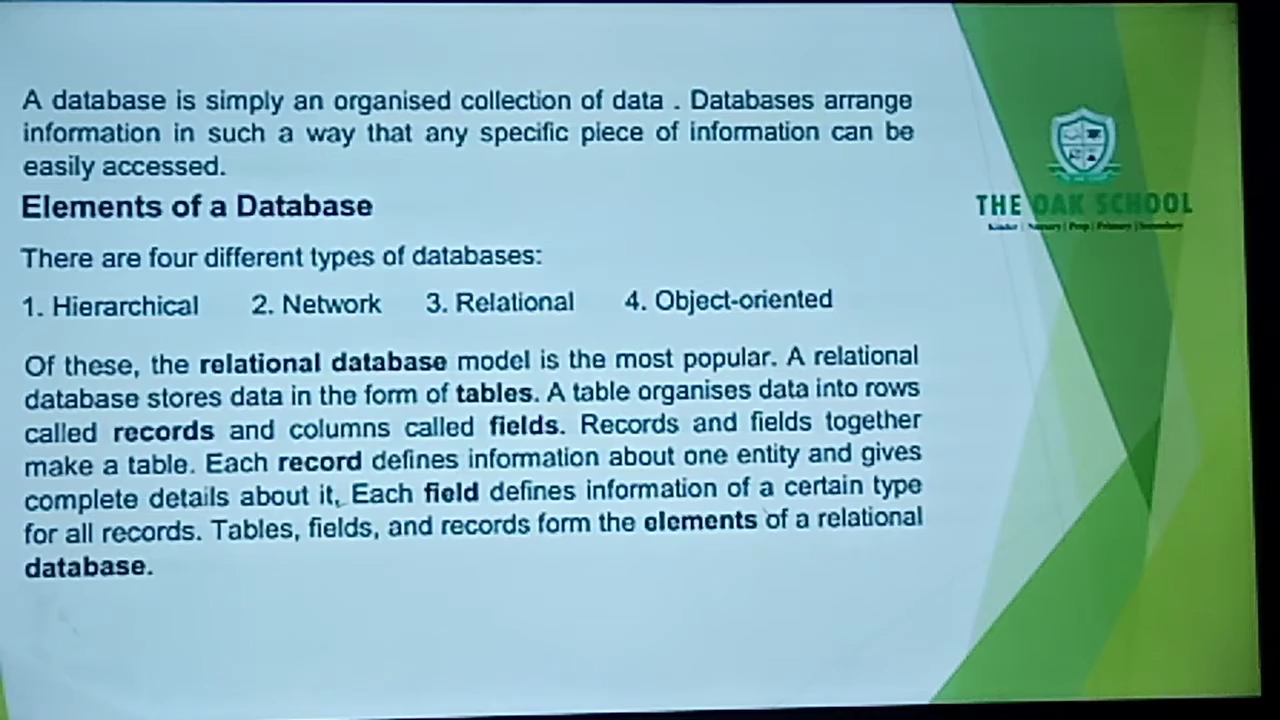 A database is simply an organised collection of data . Databases arrange
information in such a way that any specific piece of information can be
easily accessed.
Elements of a Database
There are four different types of databases:
1. Hierarchical 2. Network 3. Relational 4. Object-oriented
Of these, the relational database model is the most popular. A relational
database stores data in the form of tables. A table organises data into rows
called records and columns called fields. Records and fields together
make a table. Each record defines information about one entity and gives
complete details about it. Each field defines information of a certain type
for all records. Tables, fields, and records form the elements of a relational
database.
THE OAK SCHOOL
Kinder | Nursery | Prep | Primary | Secondary